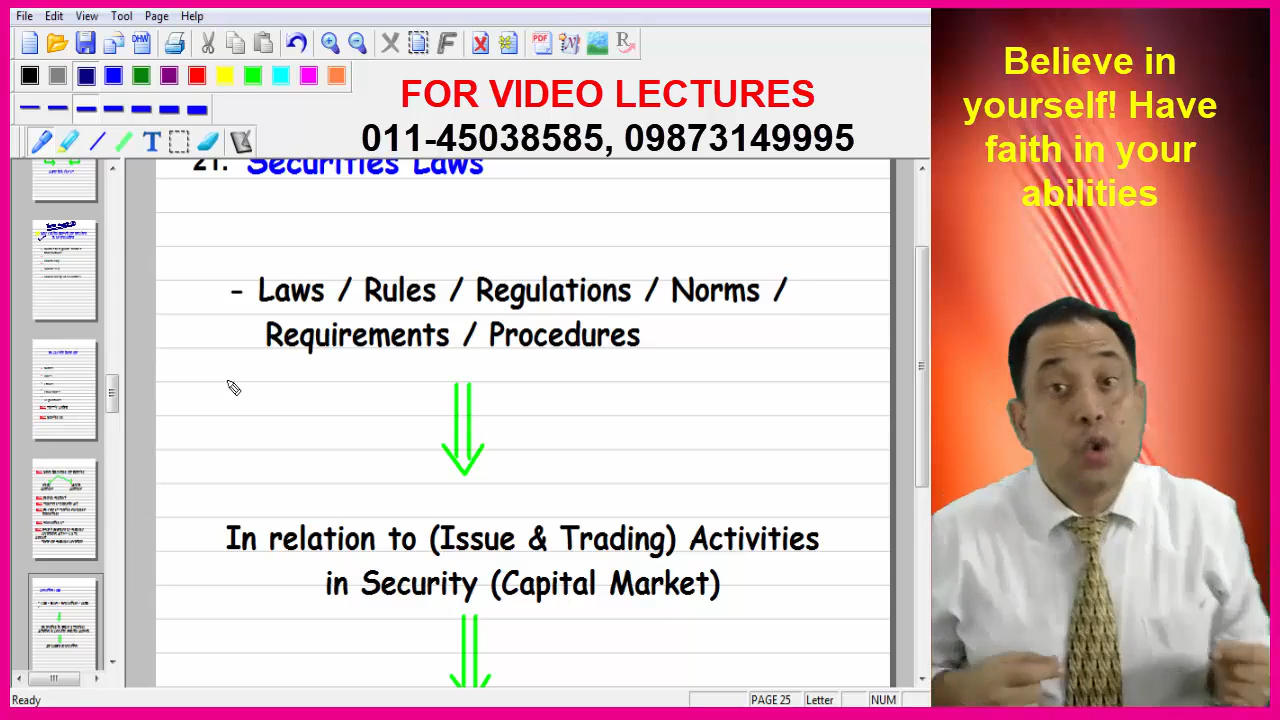 File Edit View Tool Page Help
FOR VIDEO LECTURES
011-45038585, 09873149995
21. Securities Laws
- Laws / Rules / Regulations / Norms /
Requirements / Procedures
In relation to (Issue & Trading) Activities
in Security (Capital Market)
Ready
PAGE 25 Letter NUM
Believe in
yourself! Have
faith in your
abilities